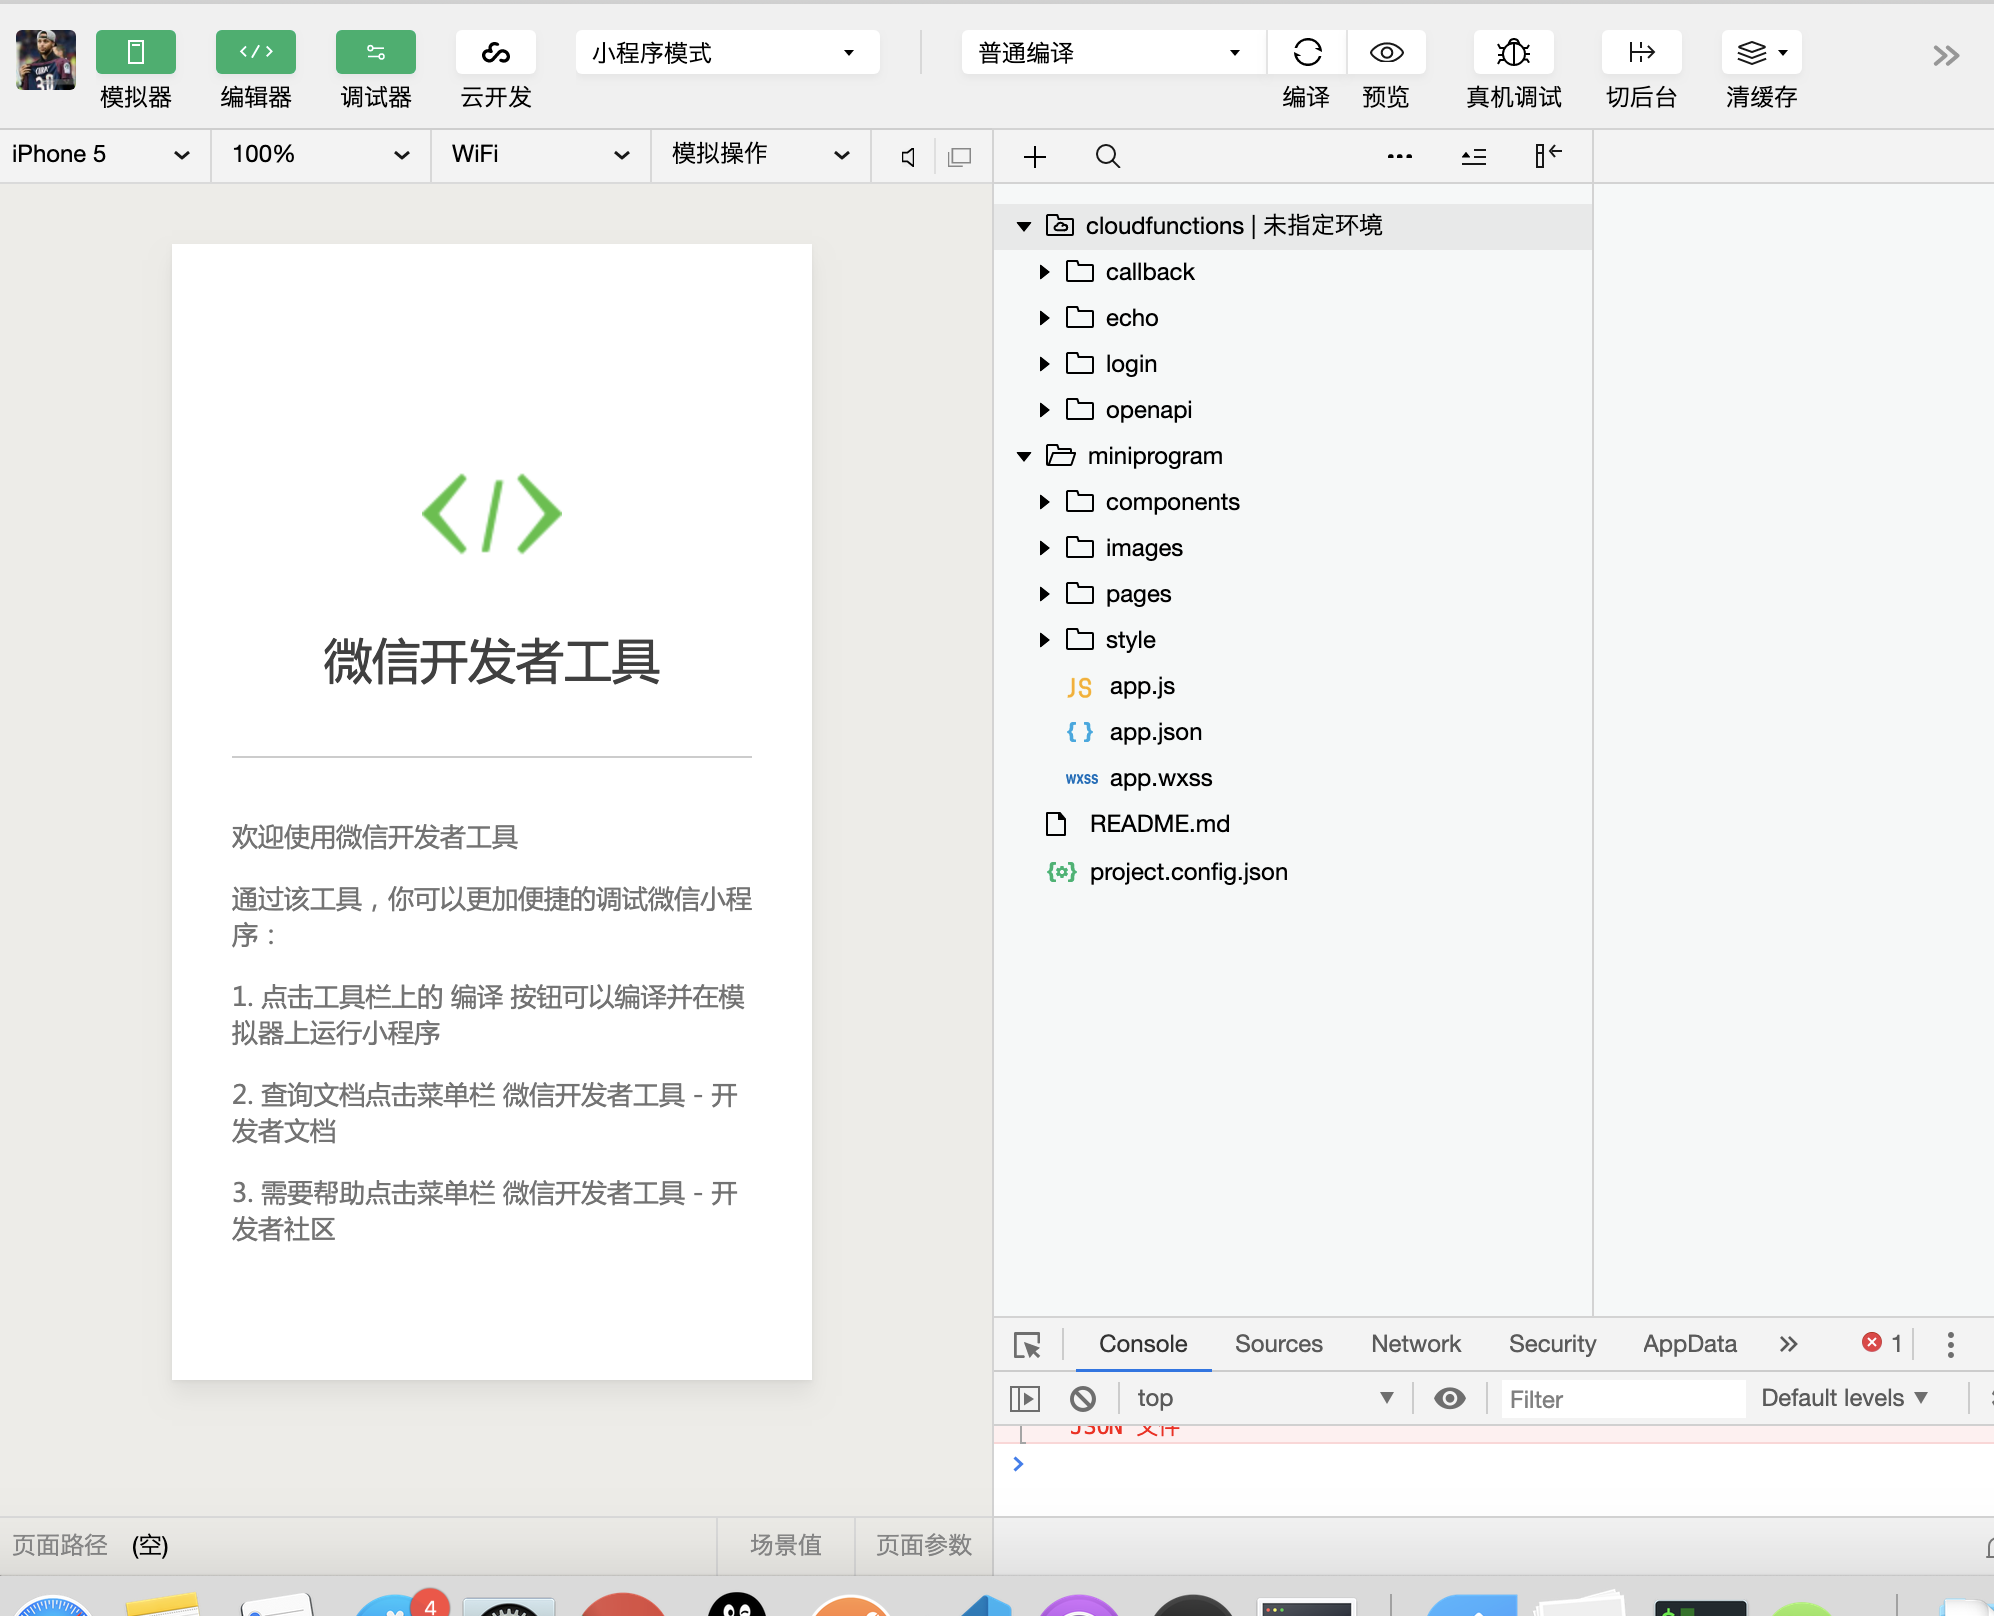 小程序模式
普通编译
模拟器
编辑器
调试器
云开发
编译
预览
真机调试
切后台
清缓存
iPhone 5
100%
WiFi
模拟操作
cloudfunctions | 未指定环境
callback
echo
login
openapi
miniprogram
components
images
pages
style
JS app.js
{ } app.json
wxss app.wxss
README.md
project.config.json
</>
微信开发者工具
欢迎使用微信开发者工具
通过该工具，你可以更加便捷的调试微信小程
序：
1. 点击工具栏上的 编译 按钮可以编译并在模
拟器上运行小程序
2. 查询文档点击菜单栏 微信开发者工具 - 开
发者文档
3. 需要帮助点击菜单栏 微信开发者工具 - 开
发者社区
Console
Sources
Network
Security
AppData
1
top
Filter
Default levels
JSON 文件
页面路径 (空)
场景值
页面参数
4